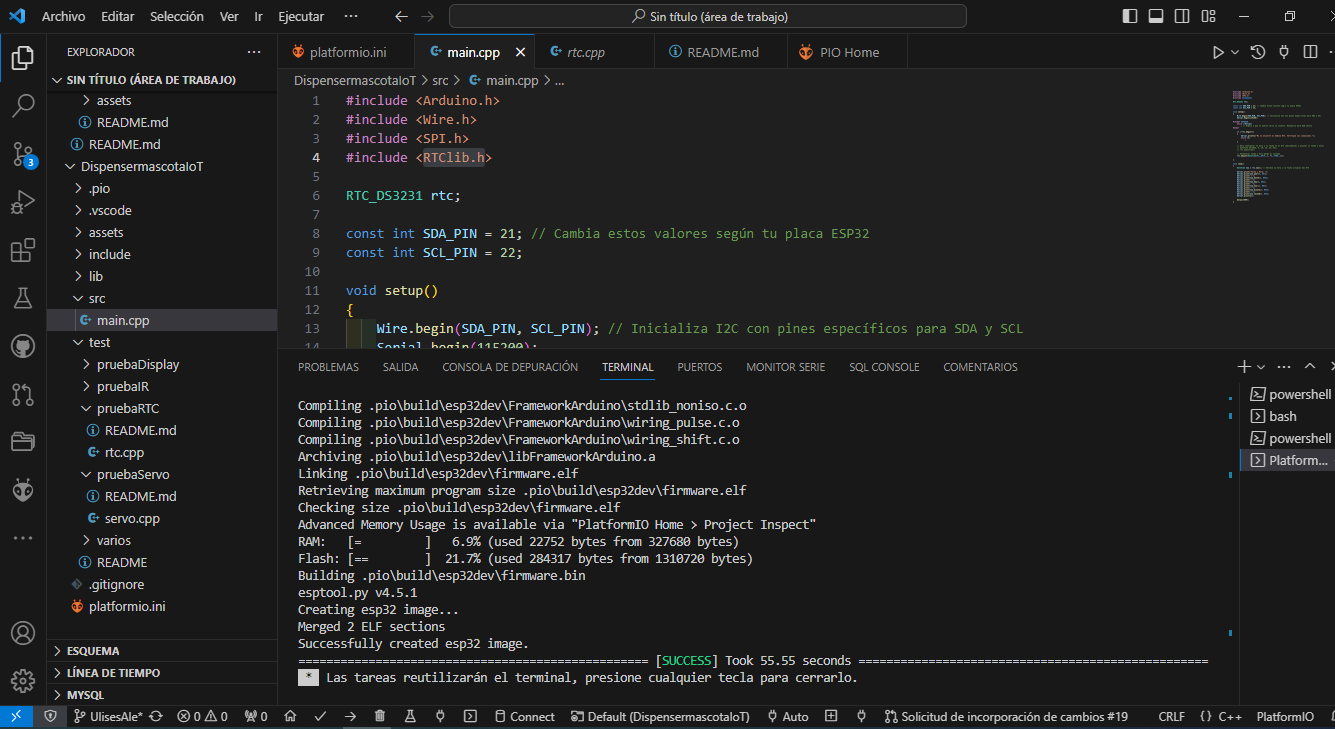 Archivo Editar Selección Ver Ir Ejecutar ··· Sin título (área de trabajo)
EXPLORADOR ···
SIN TÍTULO (ÁREA DE TRABAJO)
assets
README.md
README.md
DispensermascotaIoT
.pio
.vscode
assets
include
lib
src
main.cpp
test
pruebaDisplay
pruebaIR
pruebaRTC
README.md
rtc.cpp
pruebaServo
README.md
servo.cpp
varios
README
.gitignore
platformio.ini
ESQUEMA
LÍNEA DE TIEMPO
MYSQL
3
platformio.ini main.cpp rtc.cpp README.md PIO Home
DispensermascotaIoT > src > main.cpp > ...
1 #include <Arduino.h>
2 #include <Wire.h>
3 #include <SPI.h>
4 #include <RTClib.h>
5
6 RTC_DS3231 rtc;
7
8 const int SDA_PIN = 21; // Cambia estos valores según tu placa ESP32
9 const int SCL_PIN = 22;
10
11 void setup()
12 {
13 Wire.begin(SDA_PIN, SCL_PIN); // Inicializa I2C con pines específicos para SDA y SCL
14 Serial.begin(115200);
PROBLEMAS SALIDA CONSOLA DE DEPURACIÓN TERMINAL PUERTOS MONITOR SERIE SQL CONSOLE COMENTARIOS
Compiling .pio\build\esp32dev\FrameworkArduino\stdlib_noniso.c.o
Compiling .pio\build\esp32dev\FrameworkArduino\wiring_pulse.c.o
Compiling .pio\build\esp32dev\FrameworkArduino\wiring_shift.c.o
Archiving .pio\build\esp32dev\libFrameworkArduino.a
Linking .pio\build\esp32dev\firmware.elf
Retrieving maximum program size .pio\build\esp32dev\firmware.elf
Checking size .pio\build\esp32dev\firmware.elf
Advanced Memory Usage is available via "PlatformIO Home > Project Inspect"
RAM: [= ] 6.9% (used 22752 bytes from 327680 bytes)
Flash: [== ] 21.7% (used 284317 bytes from 1310720 bytes)
Building .pio\build\esp32dev\firmware.bin
esptool.py v4.5.1
Creating esp32 image...
Merged 2 ELF sections
Successfully created esp32 image.
================================================== [SUCCESS] Took 55.55 seconds ==================================================
* Las tareas reutilizarán el terminal, presione cualquier tecla para cerrarlo.
powershell
bash
powershell
Platform...
UlisesAle* 0 0 0 Connect Default (DispensermascotaIoT) Auto Solicitud de incorporación de cambios #19 CRLF {} C++ PlatformIO